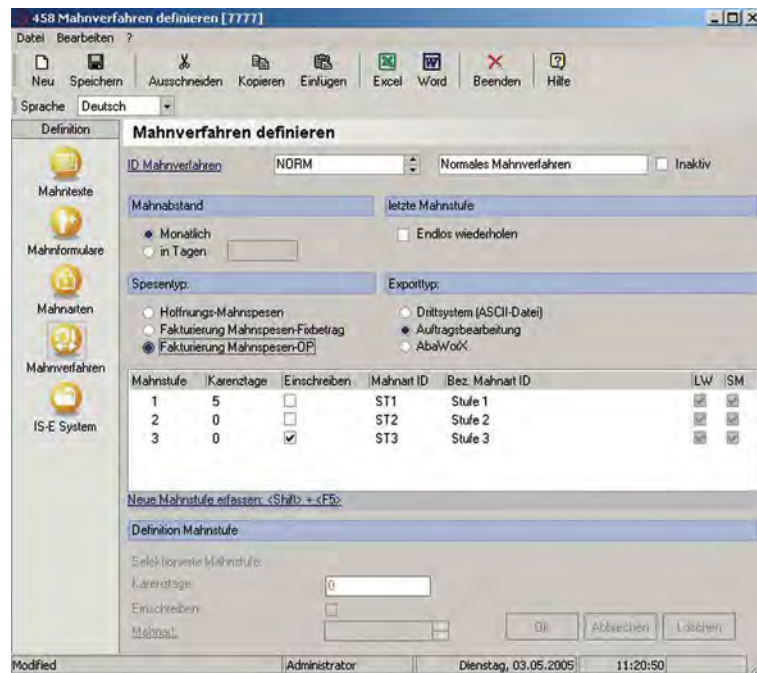 458 Mahnverfahren definieren [7777]
Datei Bearbeiten ?
Neu Speichern Ausschneiden Kopieren Einfügen Excel Word Beenden Hilfe
Sprache Deutsch
Definition
Mahntexte
Mahnformulare
Mahnarten
Mahnverfahren
IS-E System
Mahnverfahren definieren
ID Mahnverfahren NORM Normales Mahnverfahren Inaktiv
Mahnabstand letzte Mahnstufe
Monatlich Endlos wiederholen
in Tagen
Spesentyp: Exporttyp:
Hoffnungs-Mahnspesen Drittsystem (ASCII-Datei)
Fakturierung Mahnspesen-Fixbetrag Auftragsbearbeitung
Fakturierung Mahnspesen-OP AbaWorX
Mahnstufe Karenztage Einschreiben Mahnart ID Bez. Mahnart ID LW SM
1 5 ST1 Stufe 1
2 0 ST2 Stufe 2
3 0 ST3 Stufe 3
Neue Mahnstufe erfassen: <Shift> + <F5>
Definition Mahnstufe
Selektionierte Mahnstufe:
Karenztage: 0
Einschreiben:
Mahnart:
Ok Abbrechen Löschen
Modified Administrator Dienstag, 03.05.2005 11:20:50